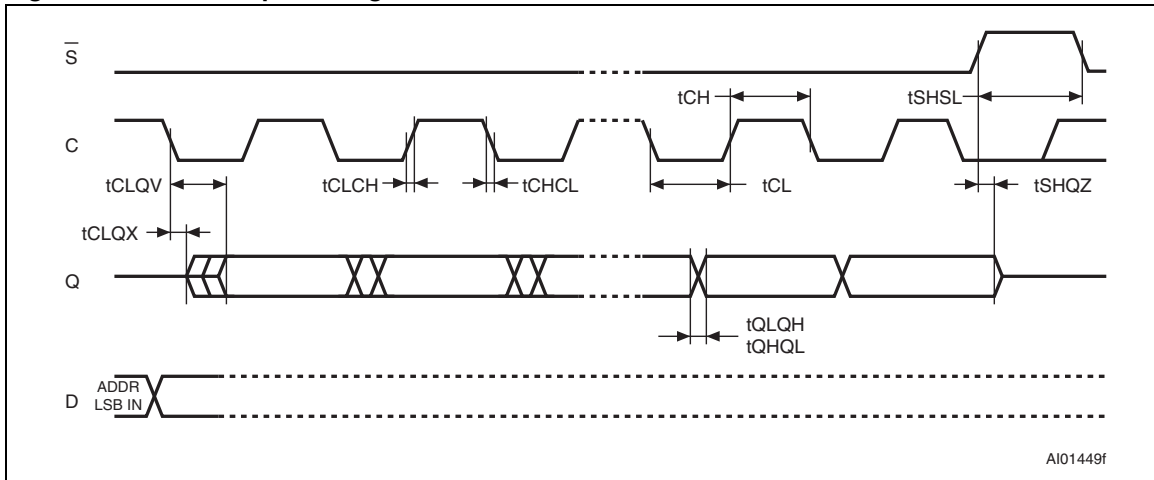 S
tCH
tSHSL
C
tCLQV
tCLCH
tCHCL
tCL
tSHQZ
tCLQX
Q
tQLQH
tQHQL
ADDR
D LSB IN
AI01449f